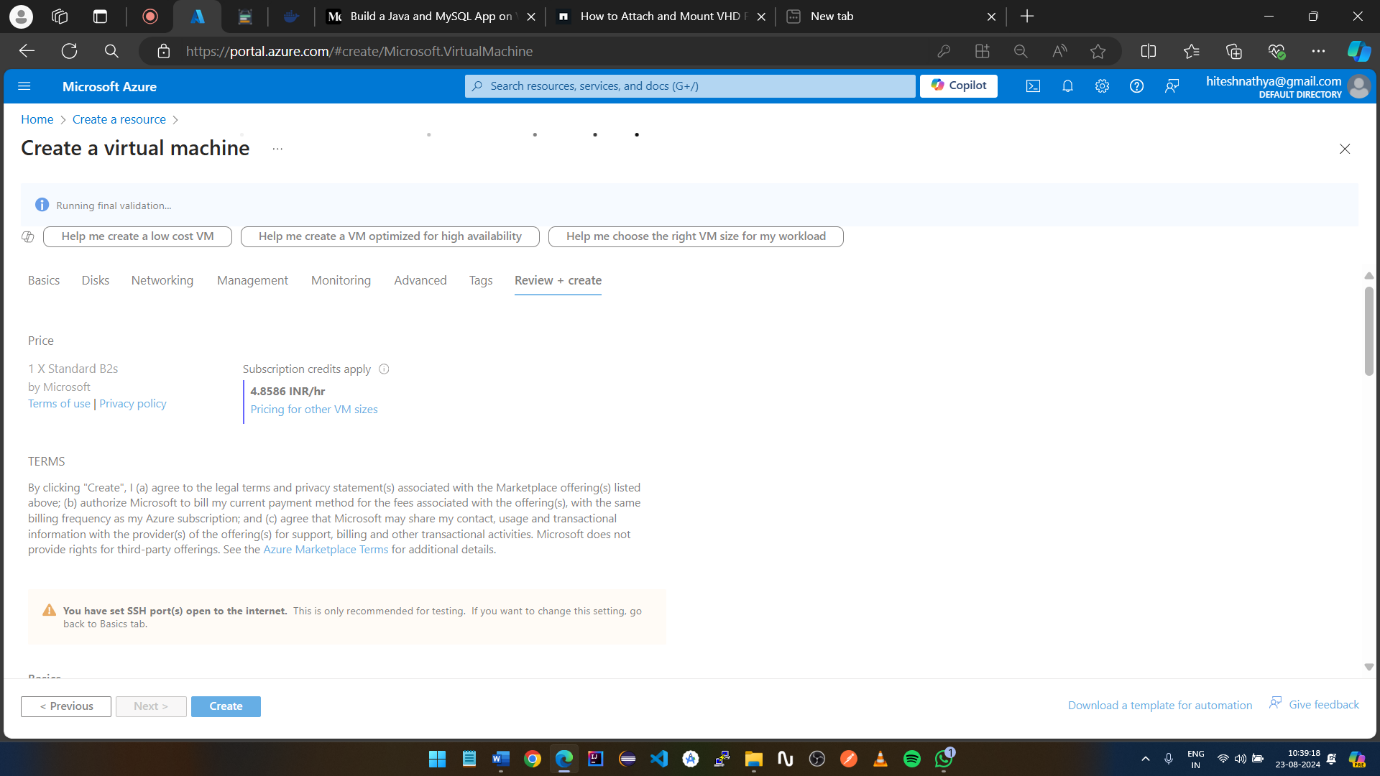 Build a Java and MySQL App on
How to Attach and Mount VHD
New tab
https://portal.azure.com/#create/Microsoft.VirtualMachine
Microsoft Azure
Search resources, services, and docs (G+/)
Copilot
hiteshnathya@gmail.com
DEFAULT DIRECTORY
Home > Create a resource >
Create a virtual machine ...
Running final validation...
Help me create a low cost VM
Help me create a VM optimized for high availability
Help me choose the right VM size for my workload
Basics Disks Networking Management Monitoring Advanced Tags Review + create
Price
1 X Standard B2s
by Microsoft
Terms of use | Privacy policy
Subscription credits apply
4.8586 INR/hr
Pricing for other VM sizes
TERMS
By clicking "Create", I (a) agree to the legal terms and privacy statement(s) associated with the Marketplace offering(s) listed
above; (b) authorize Microsoft to bill my current payment method for the fees associated with the offering(s), with the same
billing frequency as my Azure subscription; and (c) agree that Microsoft may share my contact, usage and transactional
information with the provider(s) of the offering(s) for support, billing and other transactional activities. Microsoft does not
provide rights for third-party offerings. See the Azure Marketplace Terms for additional details.
You have set SSH port(s) open to the internet. This is only recommended for testing. If you want to change this setting, go
back to Basics tab.
Basics
< Previous
Next >
Create
Download a template for automation
Give feedback
1
ENG
IN
10:39:18
23-08-2024